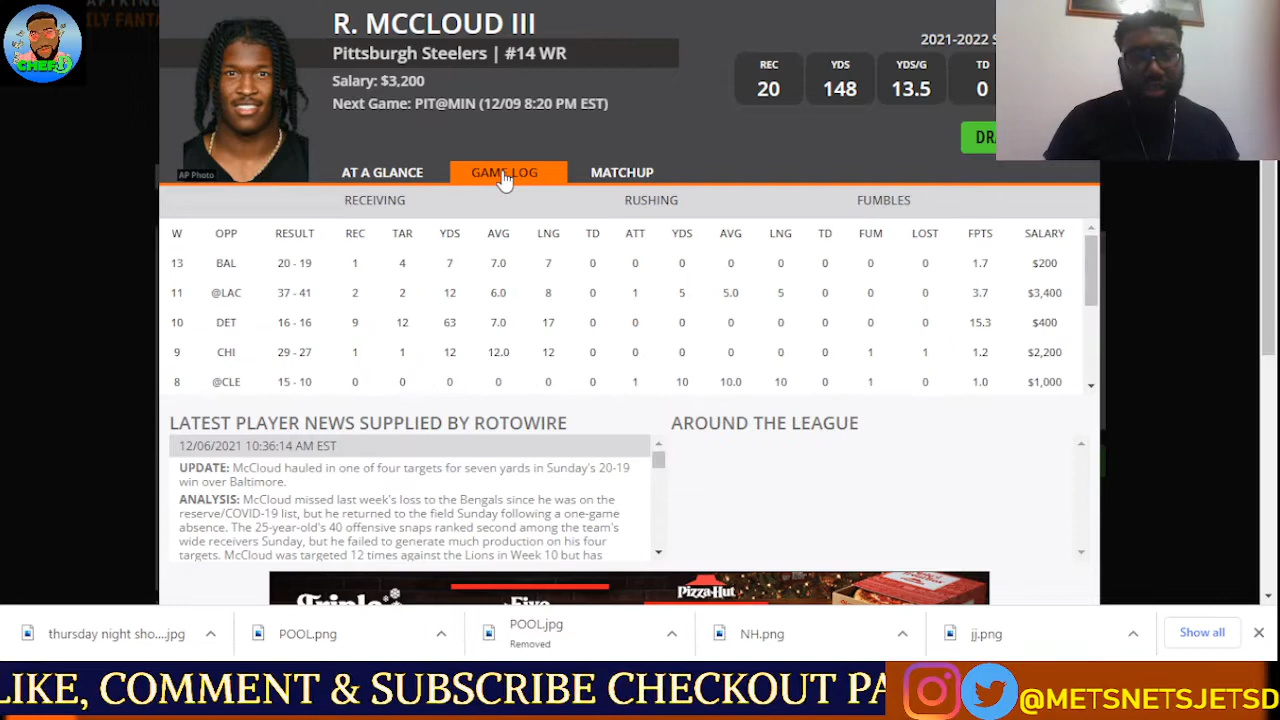 ILY FANTA
CHEF
R. MCCLOUD III
Pittsburgh Steelers | #14 WR
Salary: $3,200
Next Game: PIT@MIN (12/09 8:20 PM EST)
AP Photo
2021-2022 S
REC YDS YDS/G TD
20 148 13.5 0
DR
AT A GLANCE GAME LOG MATCHUP
RECEIVING RUSHING FUMBLES
W OPP RESULT REC TAR YDS AVG LNG TD ATT YDS AVG LNG TD FUM LOST FPTS SALARY
13 BAL 20 - 19 1 4 7 7.0 7 0 0 0 0 0 0 0 0 1.7 $200
11 @LAC 37 - 41 2 2 12 6.0 8 0 1 5 5.0 5 0 0 0 3.7 $3,400
10 DET 16 - 16 9 12 63 7.0 17 0 0 0 0 0 0 0 0 15.3 $400
9 CHI 29 - 27 1 1 12 12.0 12 0 0 0 0 0 0 1 1 1.2 $2,200
8 @CLE 15 - 10 0 0 0 0 0 0 1 10 10.0 10 0 1 0 1.0 $1,000
LATEST PLAYER NEWS SUPPLIED BY ROTOWIRE
12/06/2021 10:36:14 AM EST
UPDATE: McCloud hauled in one of four targets for seven yards in Sunday's 20-19
win over Baltimore.
ANALYSIS: McCloud missed last week's loss to the Bengals since he was on the
reserve/COVID-19 list, but he returned to the field Sunday following a one-game
absence. The 25-year-old's 40 offensive snaps ranked second among the team's
wide receivers Sunday, but he failed to generate much production on his four
targets. McCloud was targeted 12 times against the Lions in Week 10 but has
AROUND THE LEAGUE
Triple
Five
Pizza Hut
thursday night sho....jpg
POOL.png
POOL.jpg
Removed
NH.png
jj.png
Show all
LIKE, COMMENT & SUBSCRIBE CHECKOUT PA
@METSNETSJETSD